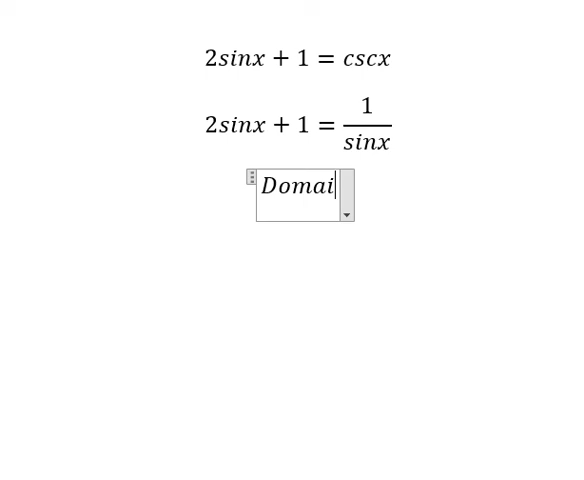 2sinx + 1 = cscx
2sinx + 1 = 1/sinx
Domai